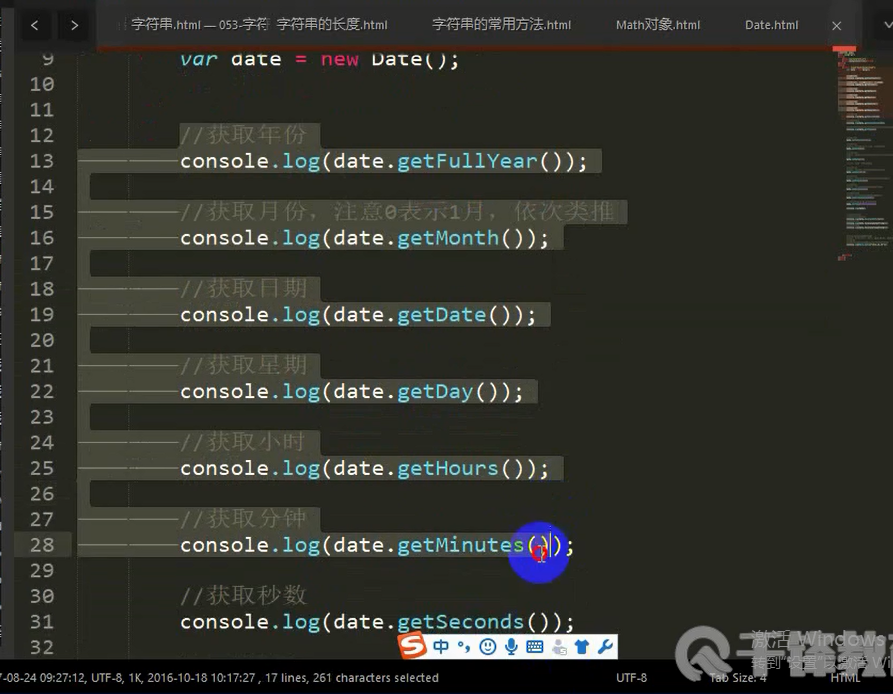 字符串.html — 053-字符 字符串的长度.html 字符串的常用方法.html Math对象.html Date.html
9 var date = new Date();
10
11
12 //获取年份
13 console.log(date.getFullYear());
14
15 //获取月份，注意0表示1月，依次类推
16 console.log(date.getMonth());
17
18 //获取日期
19 console.log(date.getDate());
20
21 //获取星期
22 console.log(date.getDay());
23
24 //获取小时
25 console.log(date.getHours());
26
27 //获取分钟
28 console.log(date.getMinutes());
29
30 //获取秒数
31 console.log(date.getSeconds());
32
中
激活 Windows
转到"设置"以激活 Wi
7-08-24 09:27:12, UTF-8, 1K, 2016-10-18 10:17:27 , 17 lines, 261 characters selected UTF-8 Tab Size: 4 HTML